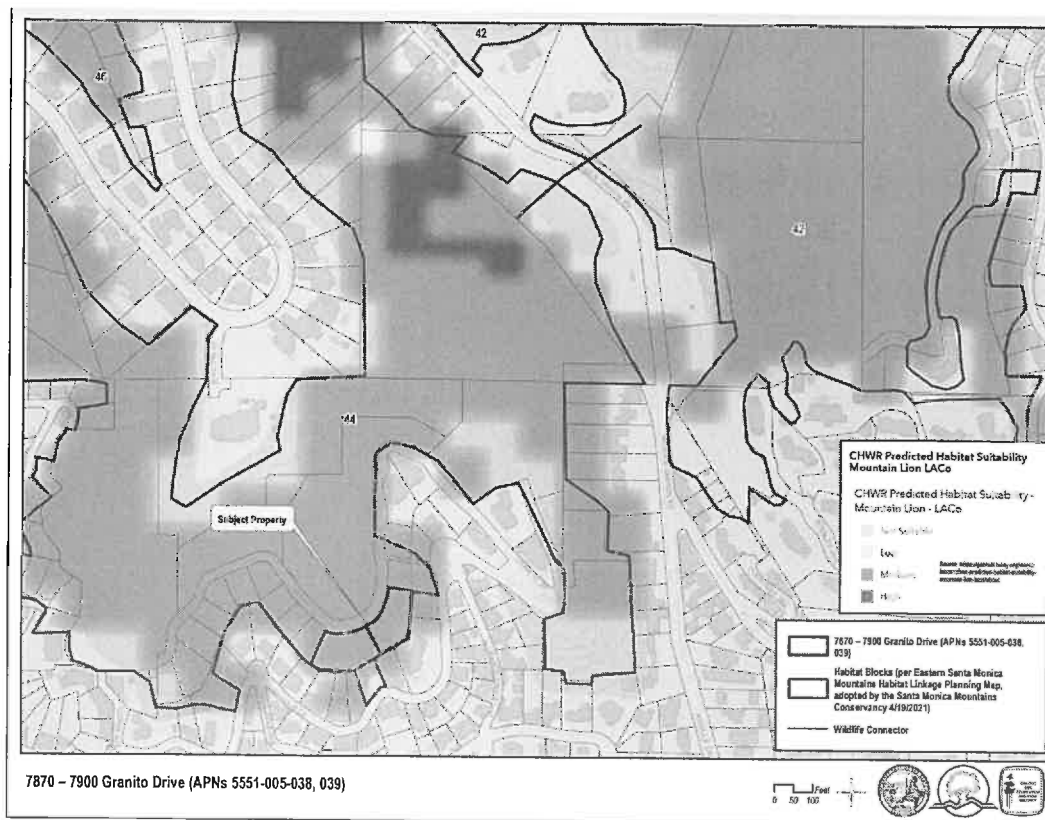 42
46
42
44
Subject Property
CHWR Predicted Habitat Suitability
Mountain Lion LACo
CHWR Predicted Habitat Suitability -
Mountain Lion - LACo
Not Suitable
Low
Medium
High
7870 – 7900 Granito Drive (APNs 5551-005-038,
039)
Habitat Blocks (per Eastern Santa Monica
Mountains Habitat Linkage Planning Map,
adopted by the Santa Monica Mountains
Conservancy 4/19/2021)
Wildlife Connector
7870 – 7900 Granito Drive (APNs 5551-005-038, 039)
Feet
0 50 100